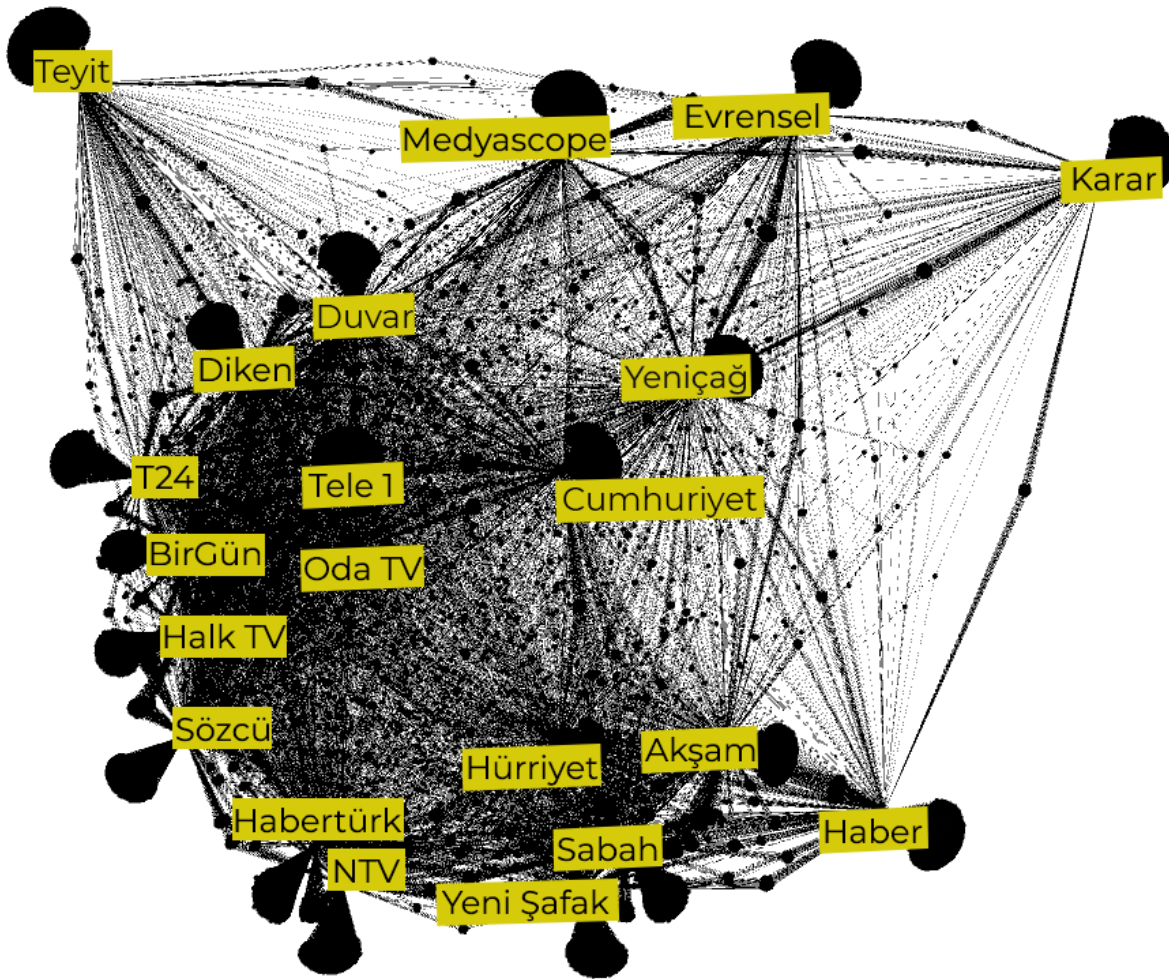 Teyit
Medyascope
Evrensel
Karar
Duvar
Diken
Yeniçağ
T24
Tele 1
Cumhuriyet
BirGün
Oda TV
Halk TV
Sözcü
Hürriyet
Akşam
Habertürk
Sabah
Haber
NTV
Yeni Şafak